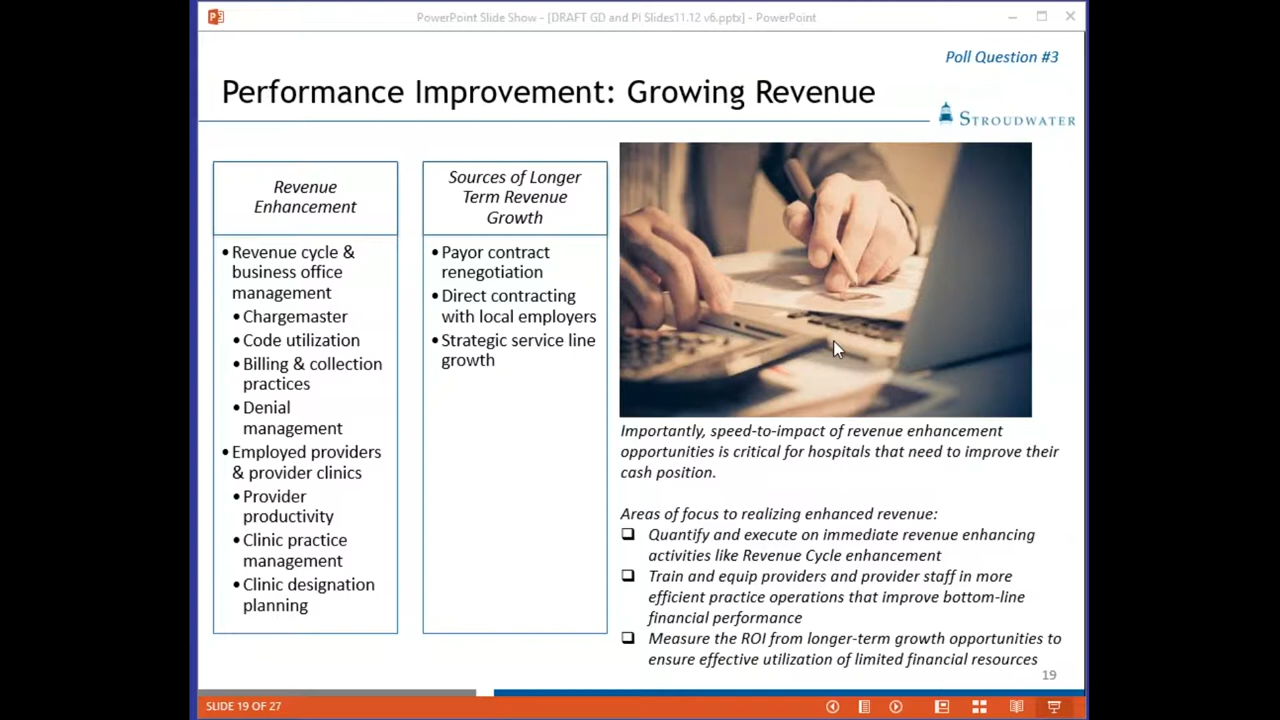 PowerPoint Slide Show - [DRAFT GD and PI Slides11.12 v6.pptx] - PowerPoint
Poll Question #3
Performance Improvement: Growing Revenue
STROUDWATER
Revenue
Enhancement
• Revenue cycle &
business office
management
• Chargemaster
• Code utilization
• Billing & collection
practices
• Denial
management
• Employed providers
& provider clinics
• Provider
productivity
• Clinic practice
management
• Clinic designation
planning
Sources of Longer
Term Revenue
Growth
• Payor contract
renegotiation
• Direct contracting
with local employers
• Strategic service line
growth
Importantly, speed-to-impact of revenue enhancement
opportunities is critical for hospitals that need to improve their
cash position.
Areas of focus to realizing enhanced revenue:
❑ Quantify and execute on immediate revenue enhancing
activities like Revenue Cycle enhancement
❑ Train and equip providers and provider staff in more
efficient practice operations that improve bottom-line
financial performance
❑ Measure the ROI from longer-term growth opportunities to
ensure effective utilization of limited financial resources
19
SLIDE 19 OF 27